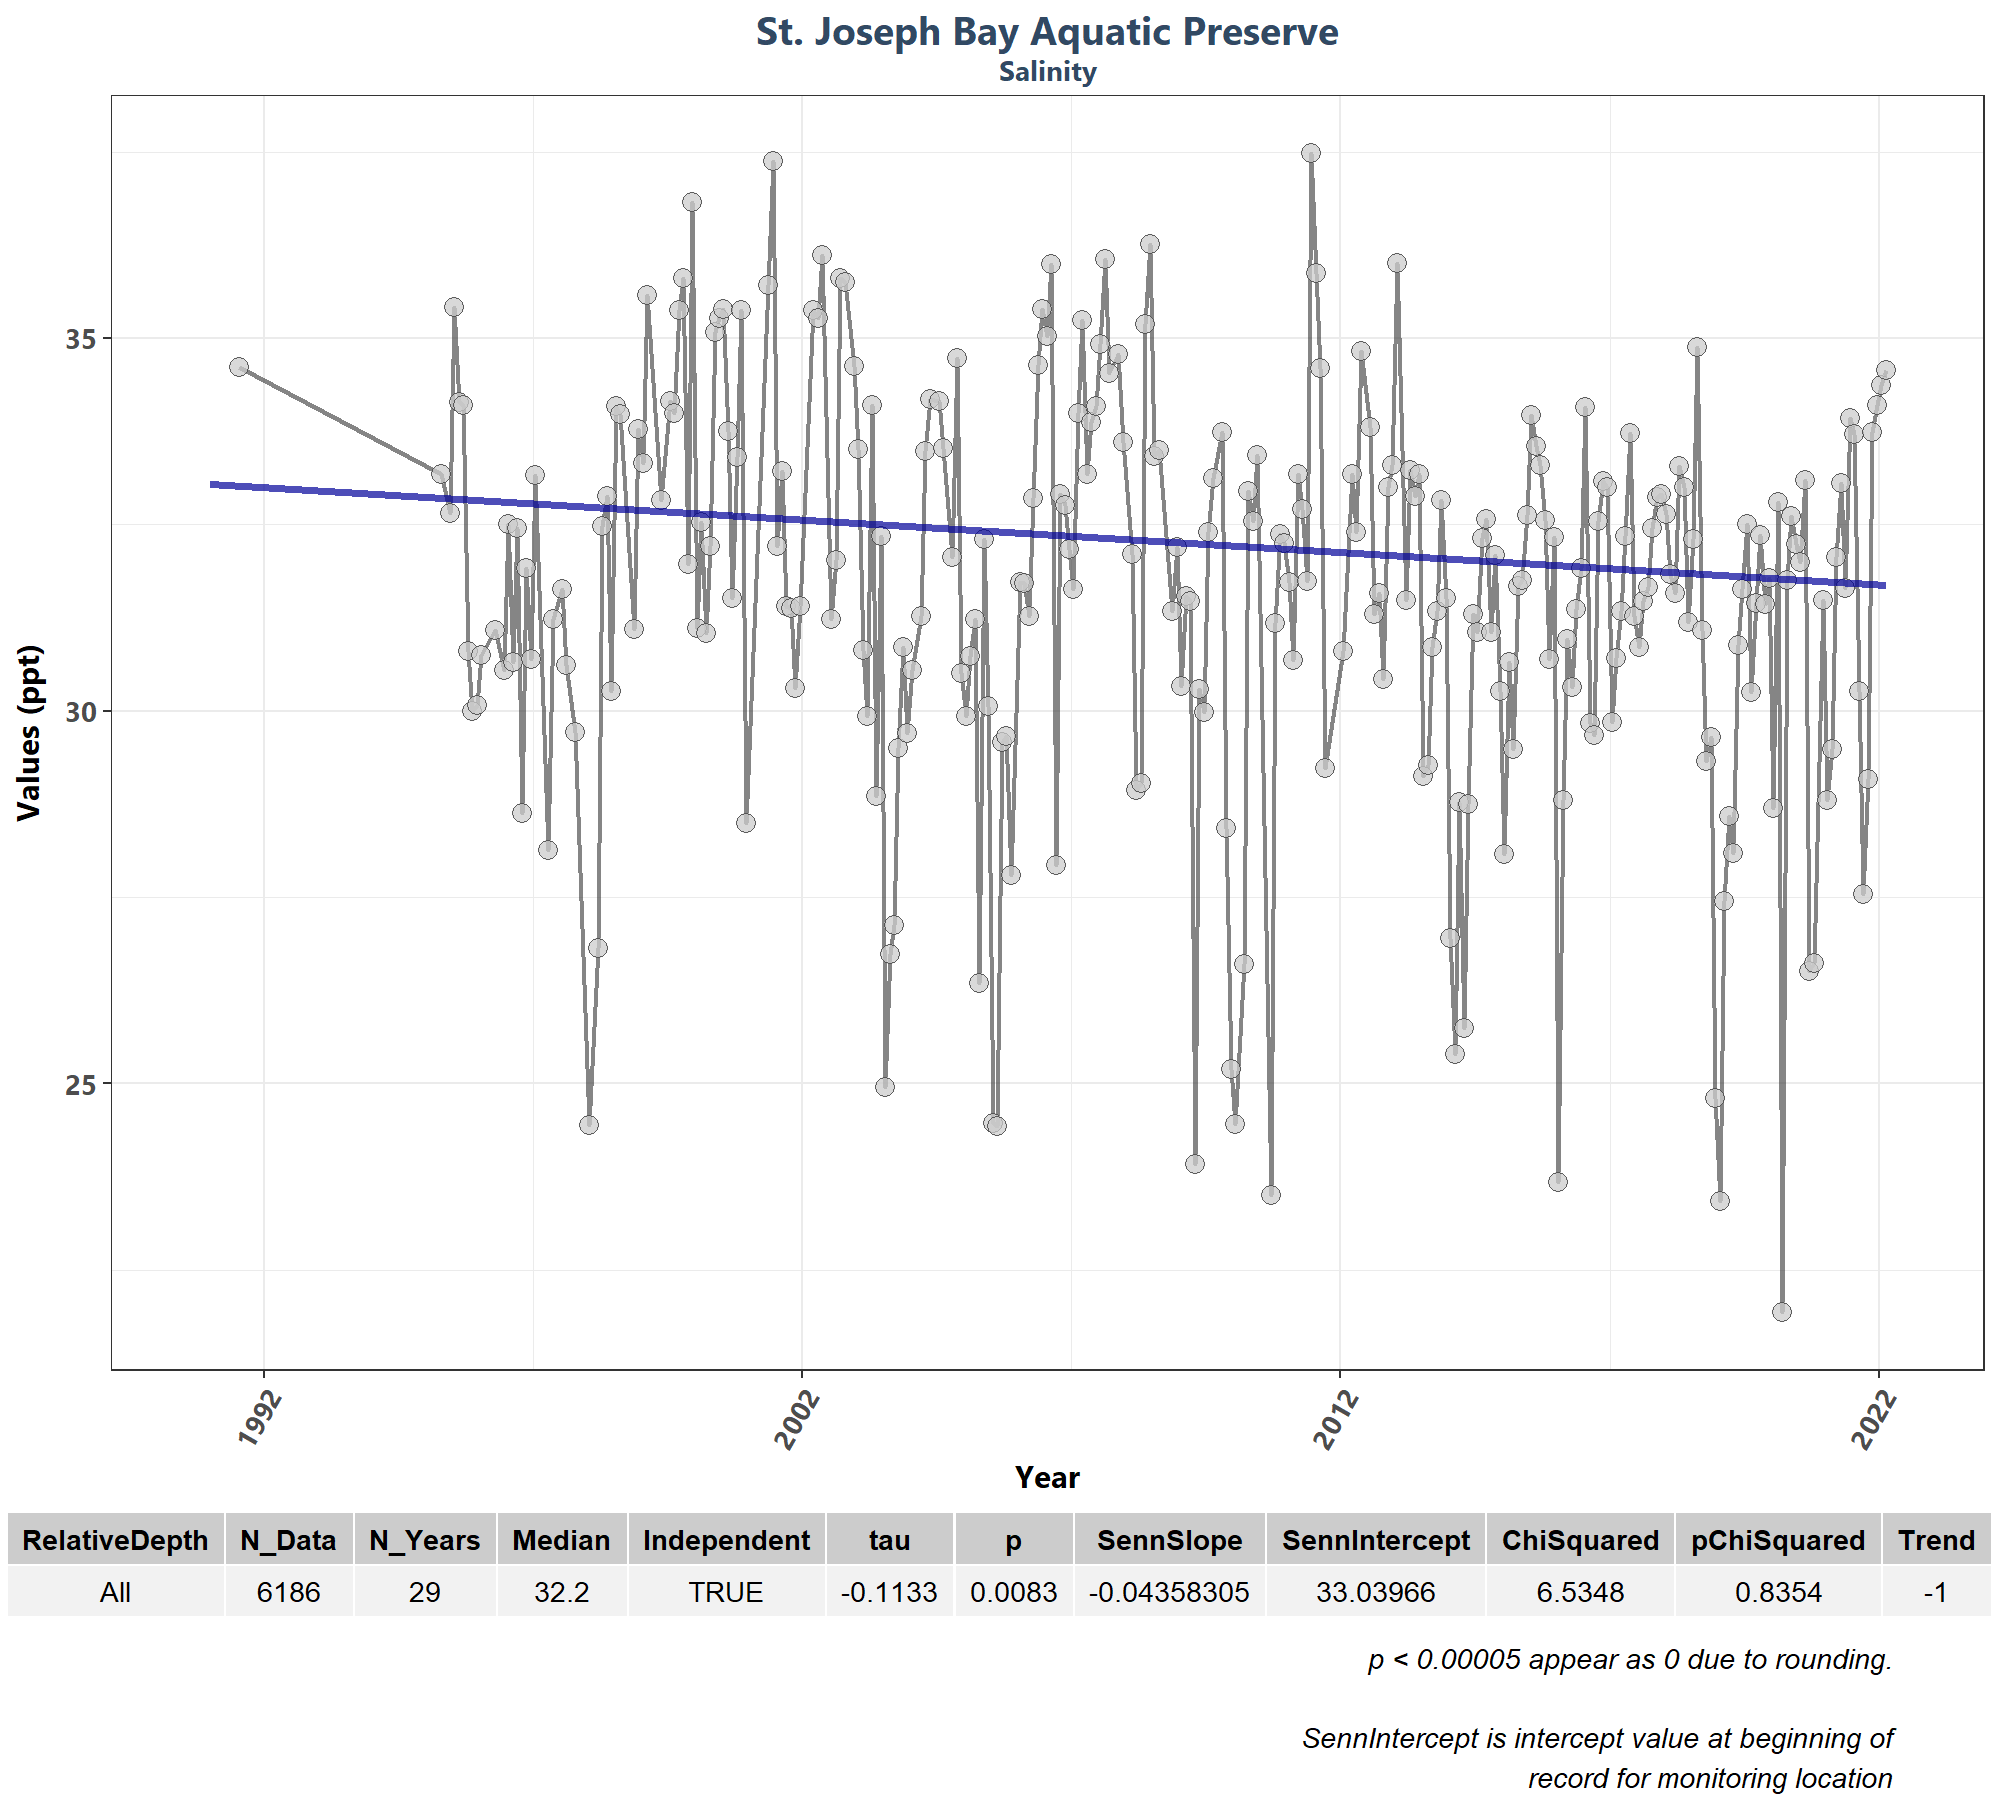 St. Joseph Bay Aquatic Preserve
Salinity
Values (ppt)
35
30
25
1992 2002 2012 2022
Year
RelativeDepth N_Data N_Years Median Independent tau p SennSlope SennIntercept ChiSquared pChiSquared Trend
All 6186 29 32.2 TRUE -0.1133 0.0083 -0.04358305 33.03966 6.5348 0.8354 -1
p < 0.00005 appear as 0 due to rounding.
SennIntercept is intercept value at beginning of
record for monitoring location